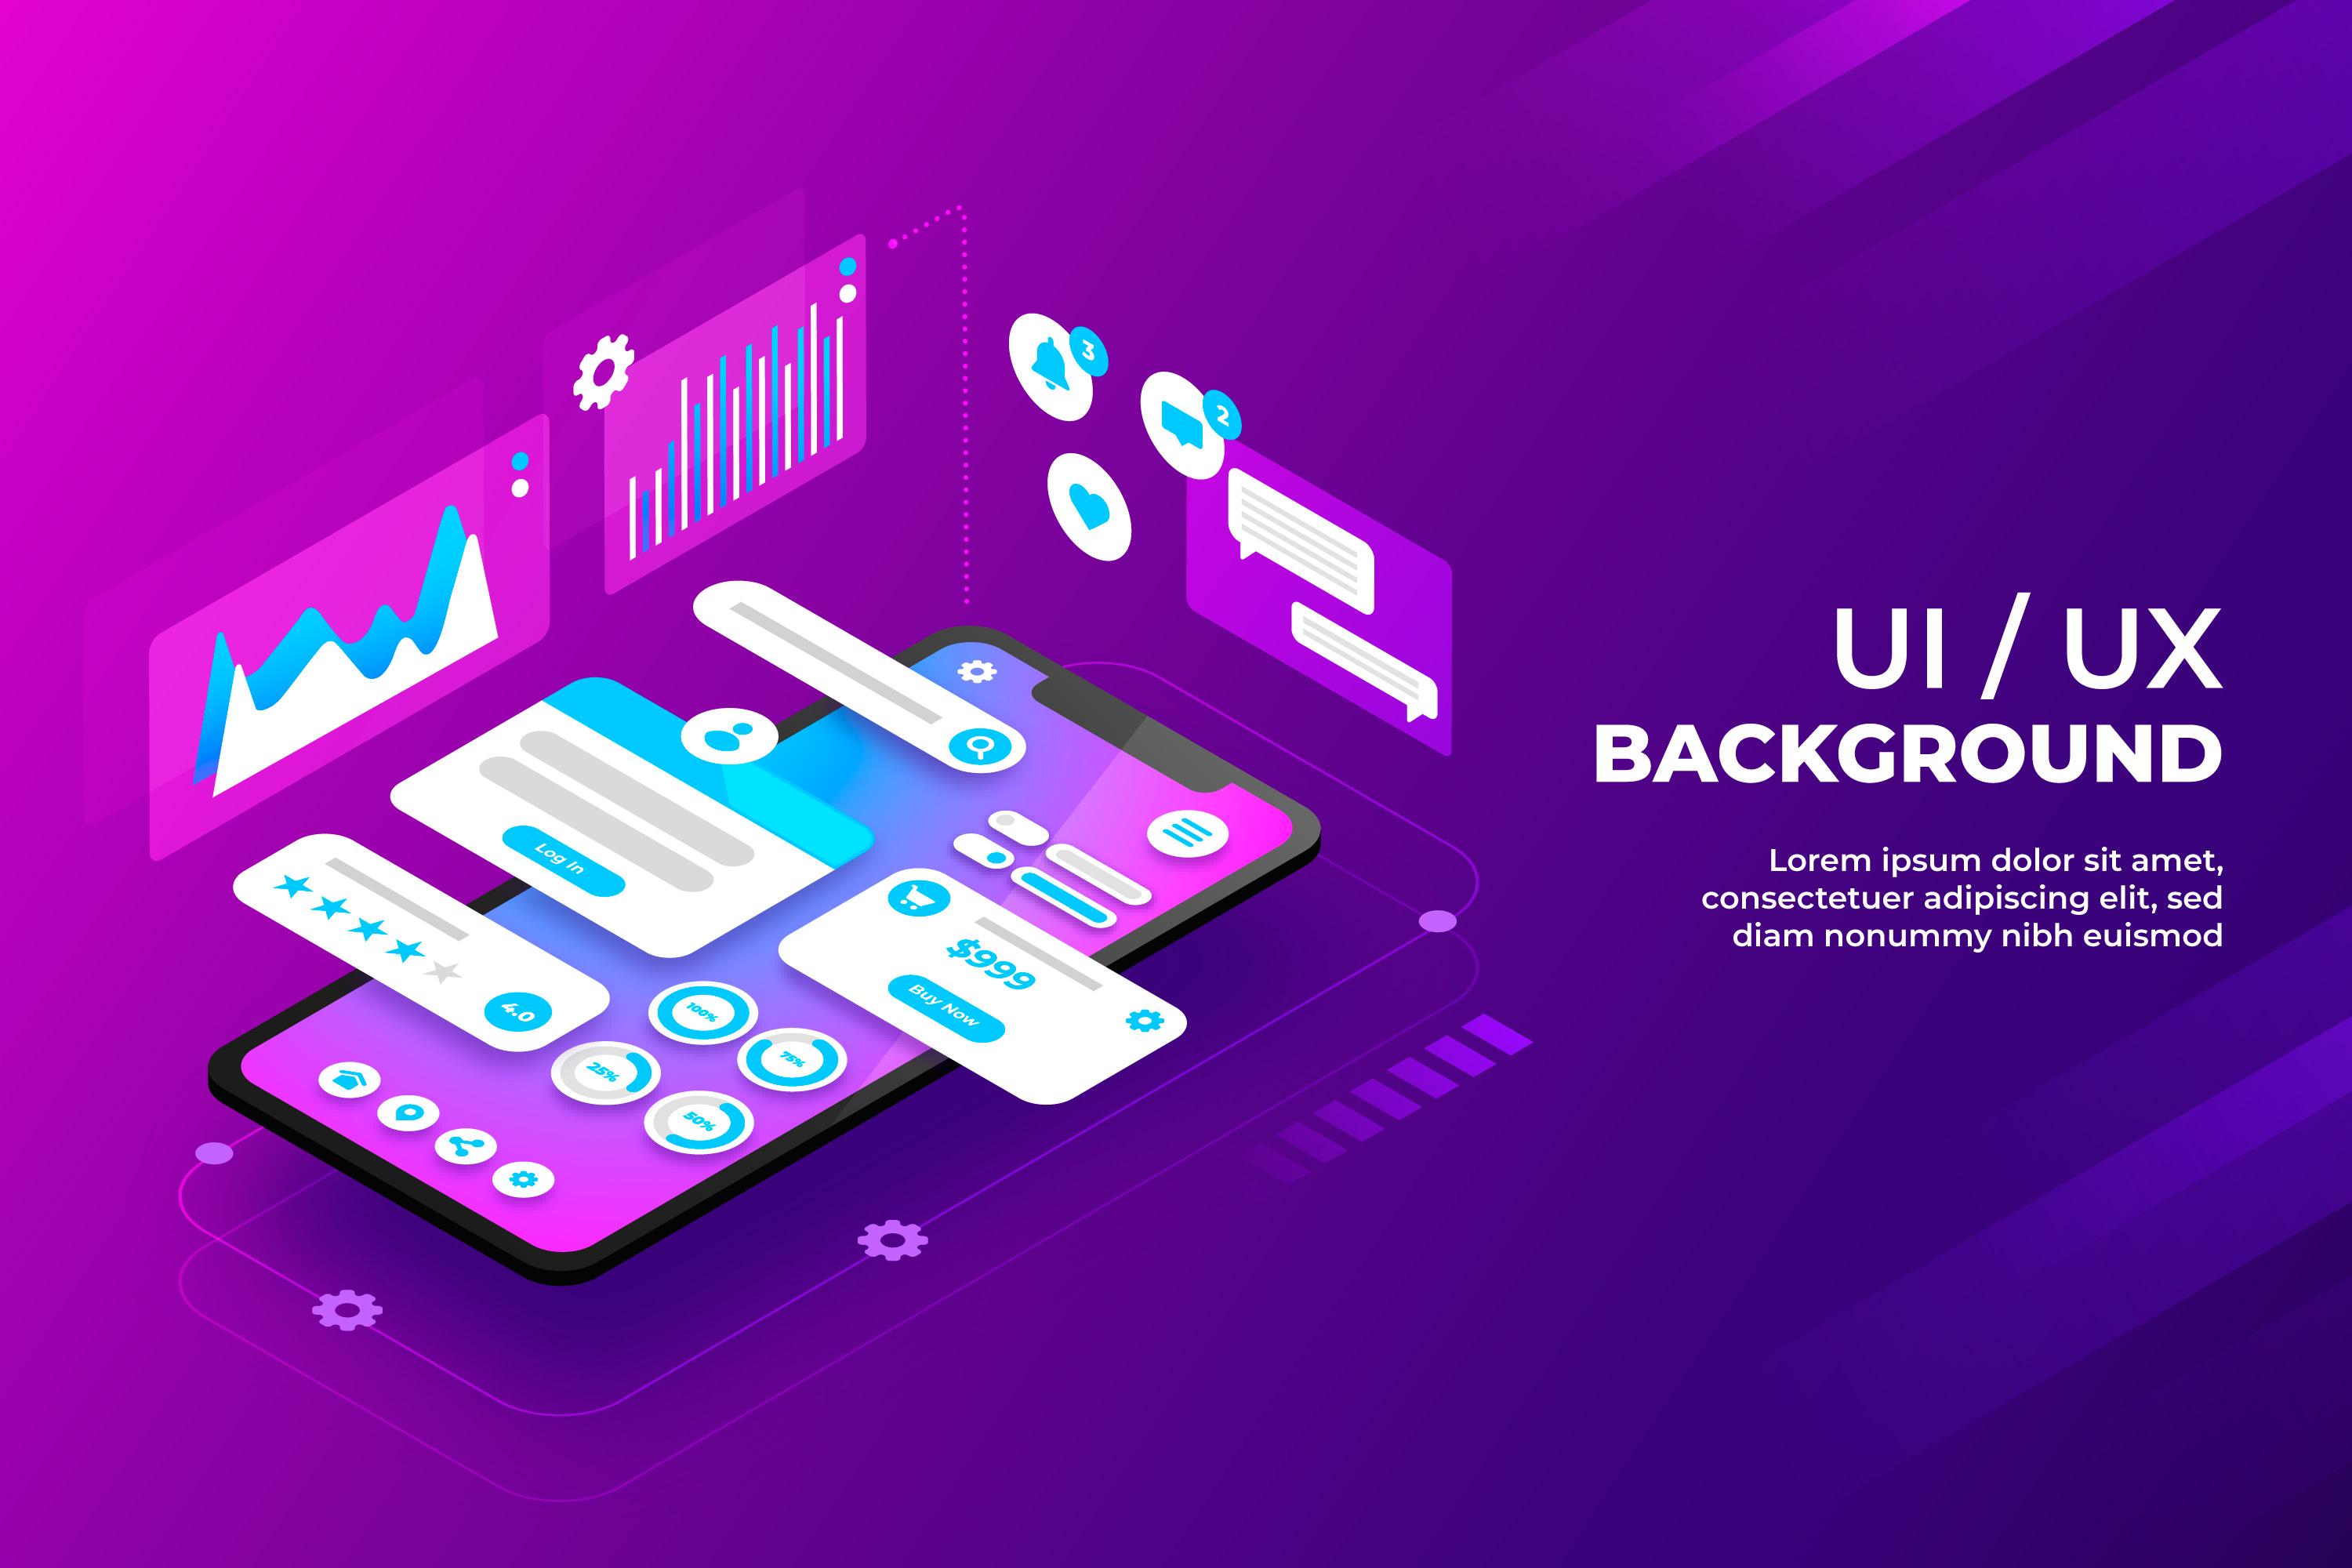 3
2
UI / UX
BACKGROUND
Lorem ipsum dolor sit amet,
consectetuer adipiscing elit, sed
diam nonummy nibh euismod
Log In
4.0
$999
Buy Now
100%
75%
25%
50%